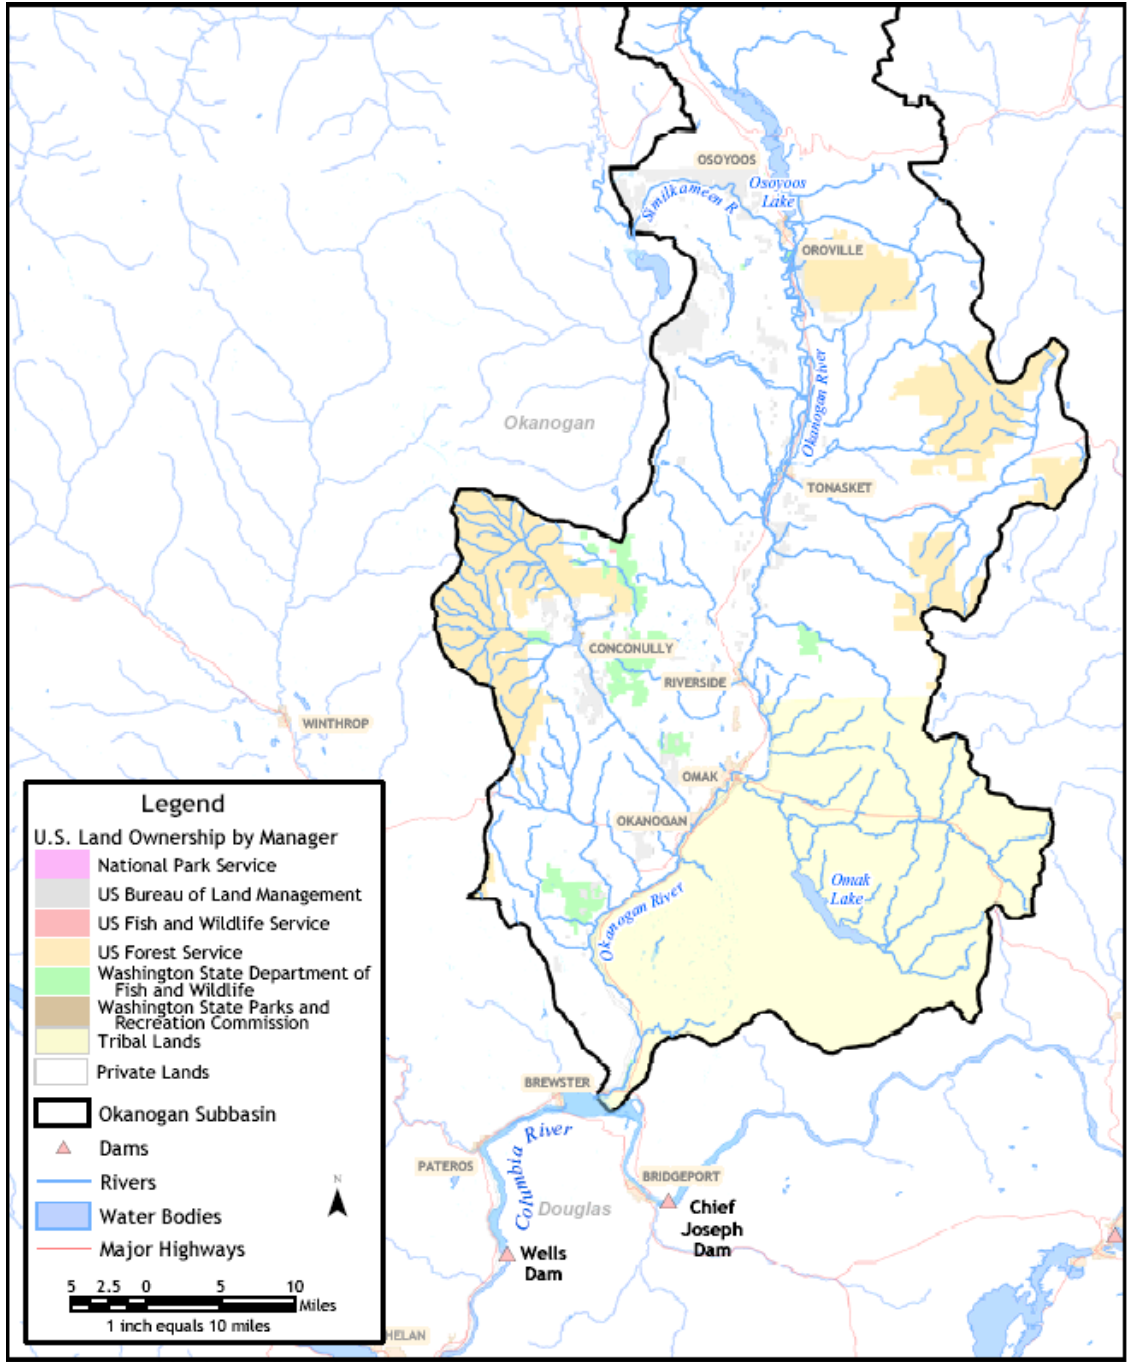 OSOYOOS
Osoyoos
Lake
Similkameen R
OROVILLE
Okanogan River
Okanogan
TONASKET
CONCONULLY
RIVERSIDE
WINTHROP
OMAK
OKANOGAN
Omak
Lake
Okanogan River
BREWSTER
Columbia River
PATEROS
BRIDGEPORT
Douglas
Chief
Joseph
Dam
Wells
Dam
HELAN
Legend
U.S. Land Ownership by Manager
National Park Service
US Bureau of Land Management
US Fish and Wildlife Service
US Forest Service
Washington State Department of
Fish and Wildlife
Washington State Parks and
Recreation Commission
Tribal Lands
Private Lands
Okanogan Subbasin
Dams
Rivers
N
Water Bodies
Major Highways
5 2.5 0 5 10
Miles
1 inch equals 10 miles